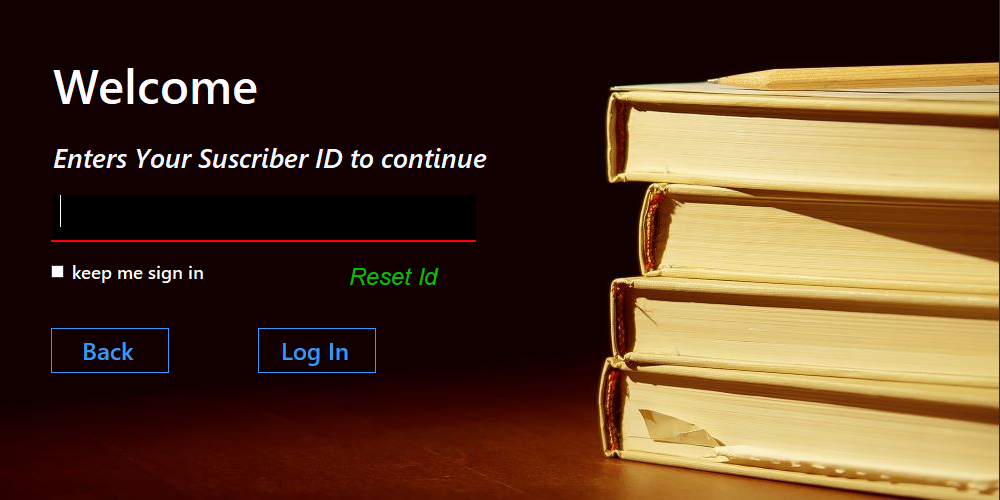 Welcome
Enters Your Suscriber ID to continue
keep me sign in
Reset Id
Back
Log In